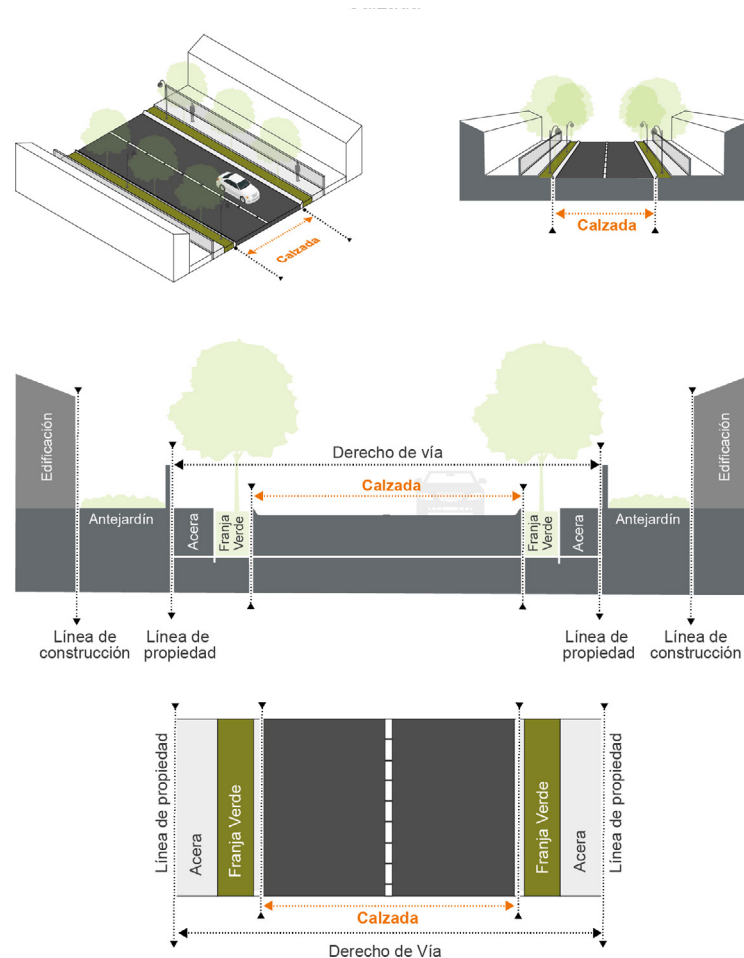 Calzada
Calzada
Derecho de vía
Calzada
Edificación
Antejardín
Acera
Franja
Verde
Franja
Verde
Acera
Antejardín
Edificación
Línea de
construcción
Línea de
propiedad
Línea de
propiedad
Línea de
construcción
Línea de propiedad
Acera
Franja Verde
Franja Verde
Acera
Línea de propiedad
Calzada
Derecho de Vía